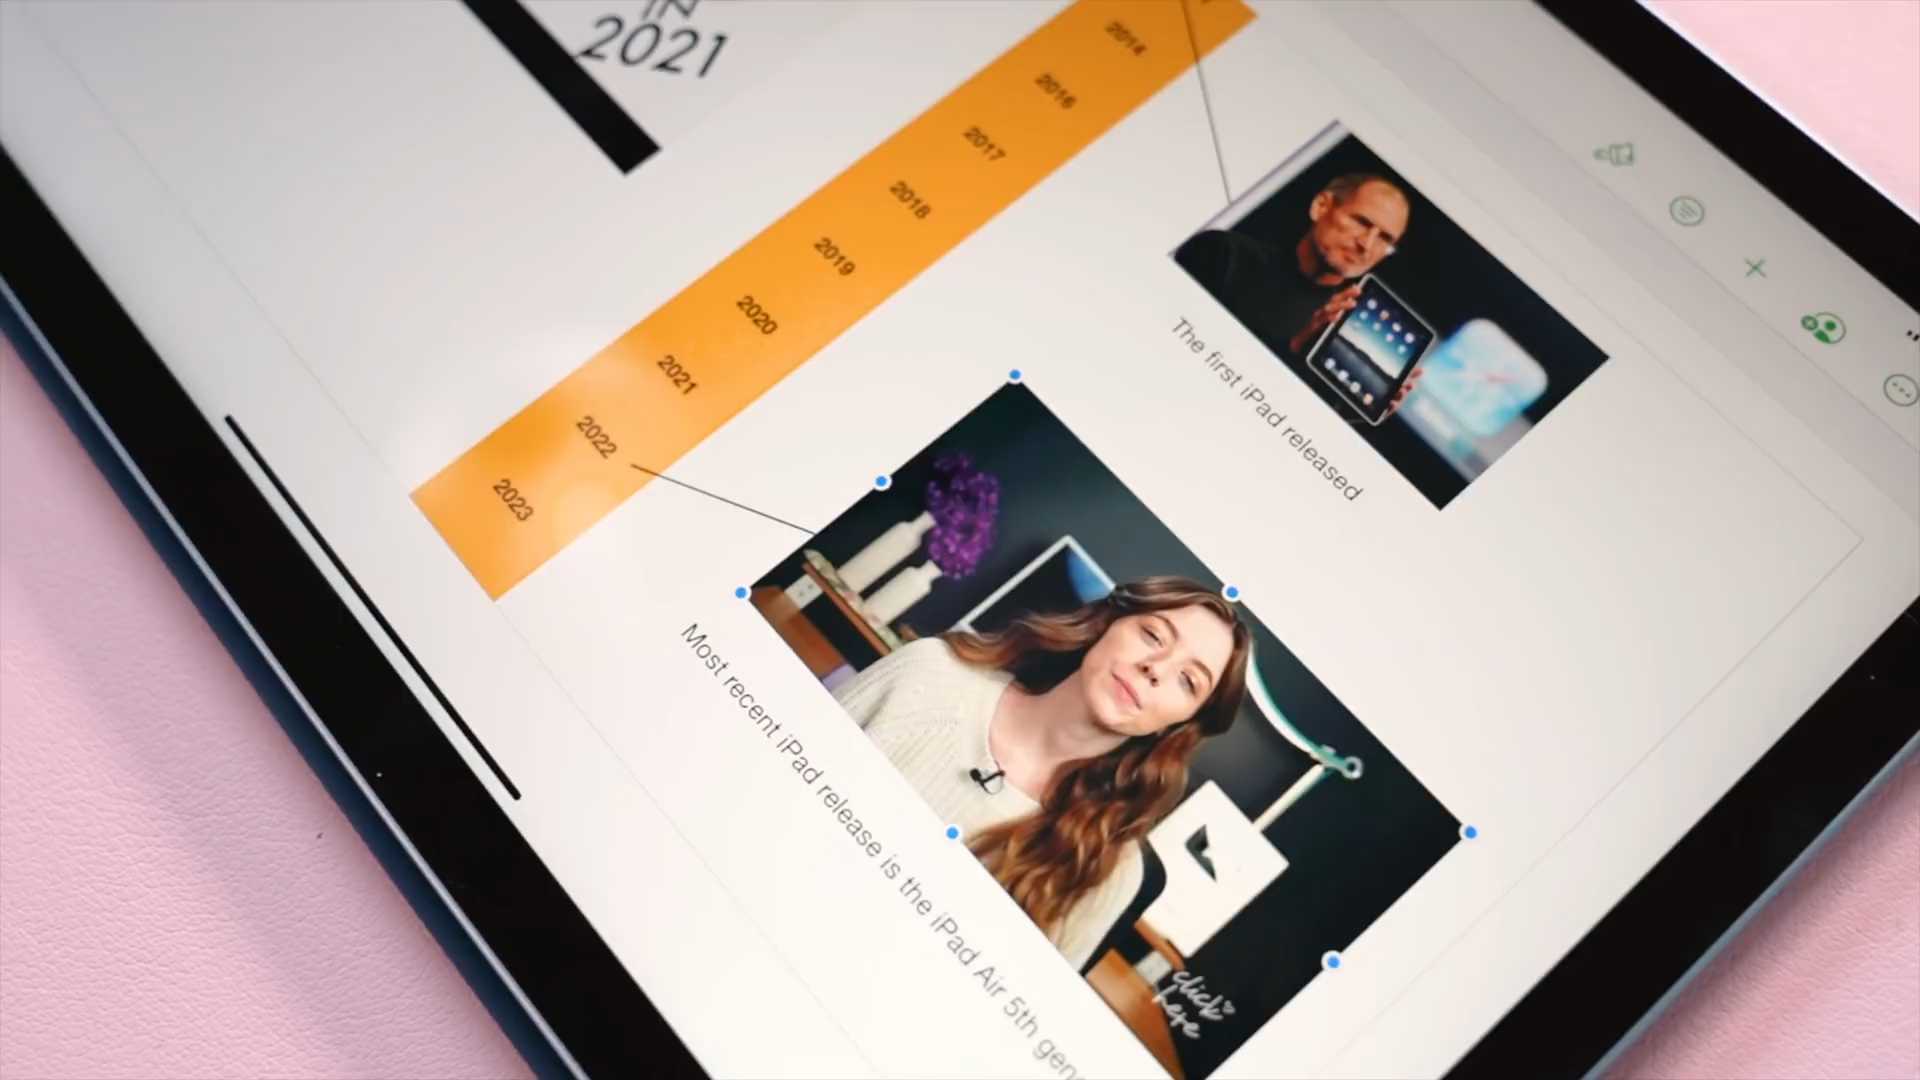 IN
2021
2014
2016
2017
2018
2019
2020
2021
2022
2023
The first iPad released
Most recent iPad release is the iPad Air 5th
click
here